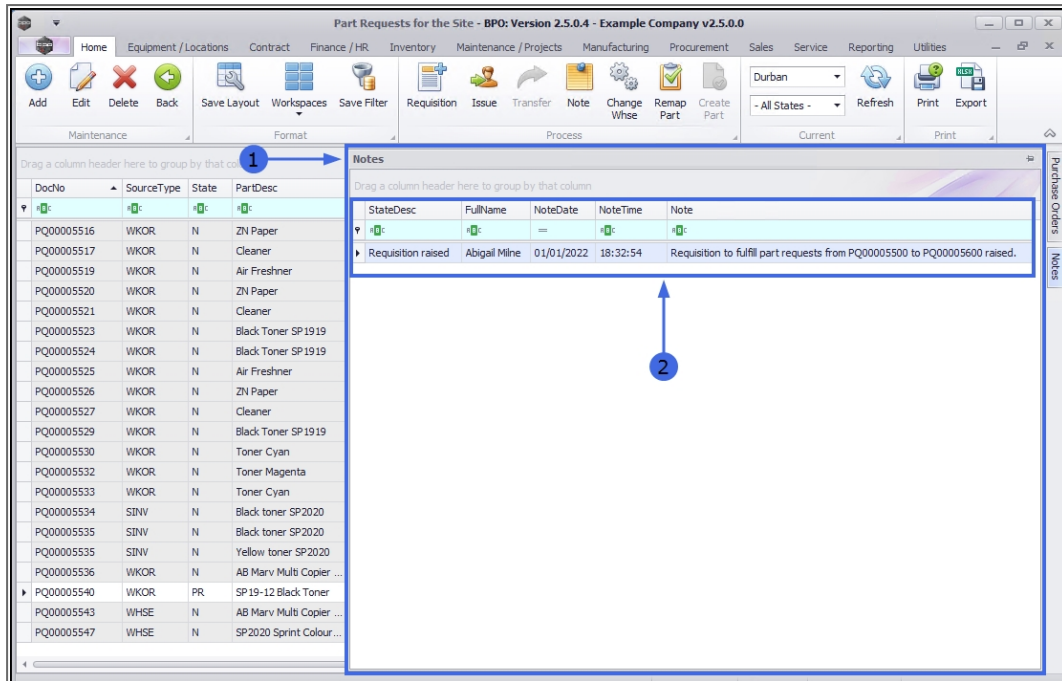 Part Requests for the Site - BPO: Version 2.5.0.4 - Example Company v2.5.0.0
Home Equipment / Locations Contract Finance / HR Inventory Maintenance / Projects Manufacturing Procurement Sales Service Reporting Utilities
Add Edit Delete Back Save Layout Workspaces Save Filter Requisition Issue Transfer Note Change Whse Remap Part Create Part Durban - All States - Refresh Print Export
Maintenance Format Process Current Print
1
Drag a column header here to group by that co
Notes
Drag a column header here to group by that column
DocNo SourceType State PartDesc
StateDesc FullName NoteDate NoteTime Note
Requisition raised Abigail Milne 01/01/2022 18:32:54 Requisition to fulfill part requests from PQ00005500 to PQ00005600 raised.
2
PQ00005516 WKOR N ZN Paper
PQ00005517 WKOR N Cleaner
PQ00005519 WKOR N Air Freshner
PQ00005520 WKOR N ZN Paper
PQ00005521 WKOR N Cleaner
PQ00005523 WKOR N Black Toner SP1919
PQ00005524 WKOR N Black Toner SP1919
PQ00005525 WKOR N Air Freshner
PQ00005526 WKOR N ZN Paper
PQ00005527 WKOR N Cleaner
PQ00005529 WKOR N Black Toner SP1919
PQ00005530 WKOR N Toner Cyan
PQ00005532 WKOR N Toner Magenta
PQ00005533 WKOR N Toner Cyan
PQ00005534 SINV N Black toner SP2020
PQ00005535 SINV N Black toner SP2020
PQ00005535 SINV N Yellow toner SP2020
PQ00005536 WKOR N AB Marv Multi Copier ...
PQ00005540 WKOR PR SP19-12 Black Toner
PQ00005543 WHSE N AB Marv Multi Copier ...
PQ00005547 WHSE N SP2020 Sprint Colour...
Purchase Orders
Notes